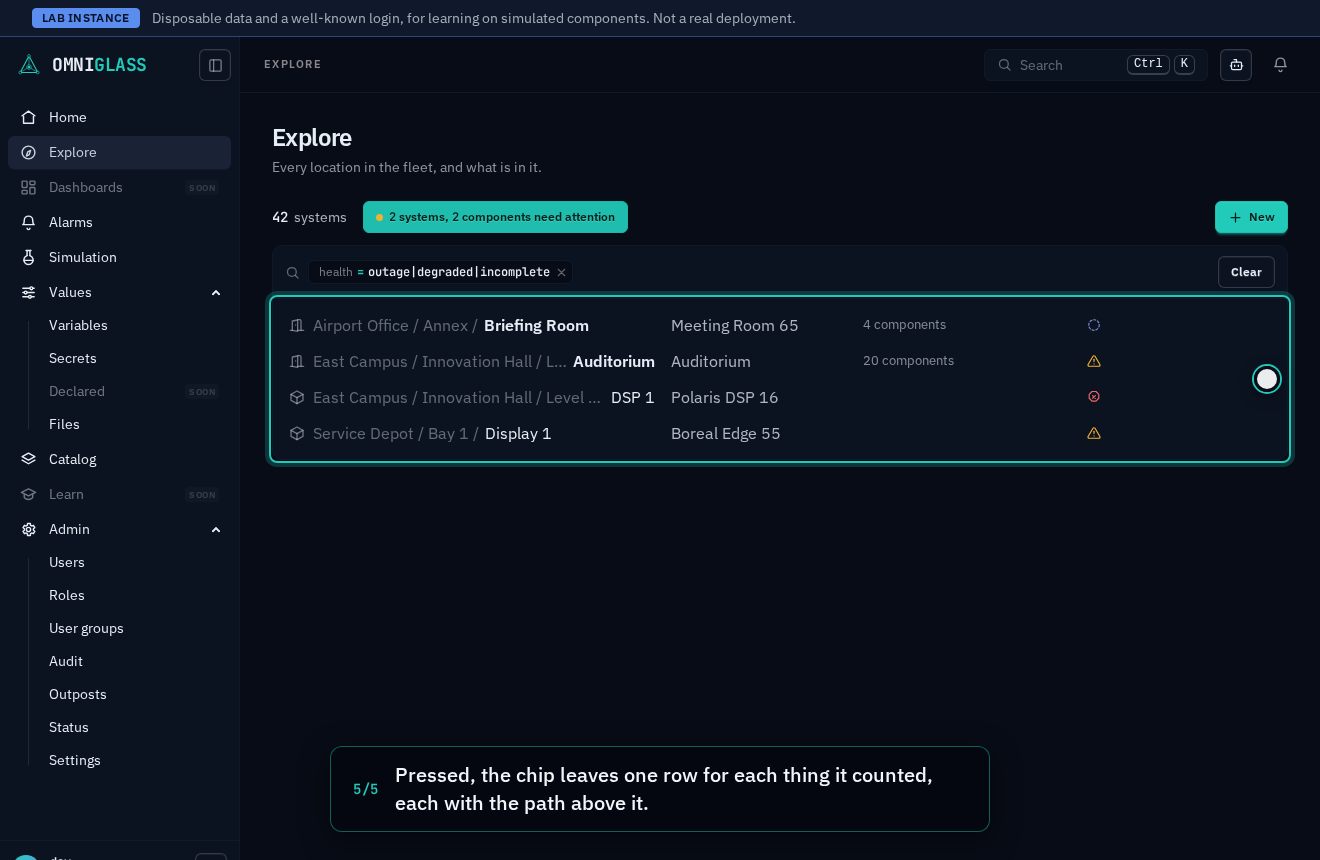 LAB INSTANCE Disposable data and a well-known login, for learning on simulated components. Not a real deployment.
OMNIGLASS
EXPLORE
Search Ctrl K
Home
Explore
Dashboards SOON
Alarms
Simulation
Values
Variables
Secrets
Declared SOON
Files
Catalog
Learn SOON
Admin
Users
Roles
User groups
Audit
Outposts
Status
Settings
Explore
Every location in the fleet, and what is in it.
42 systems 2 systems, 2 components need attention
New
health = outage|degraded|incomplete
Clear
Airport Office / Annex / Briefing Room Meeting Room 65 4 components
East Campus / Innovation Hall / L... Auditorium Auditorium 20 components
East Campus / Innovation Hall / Level ... DSP 1 Polaris DSP 16
Service Depot / Bay 1 / Display 1 Boreal Edge 55
5/5 Pressed, the chip leaves one row for each thing it counted,
each with the path above it.